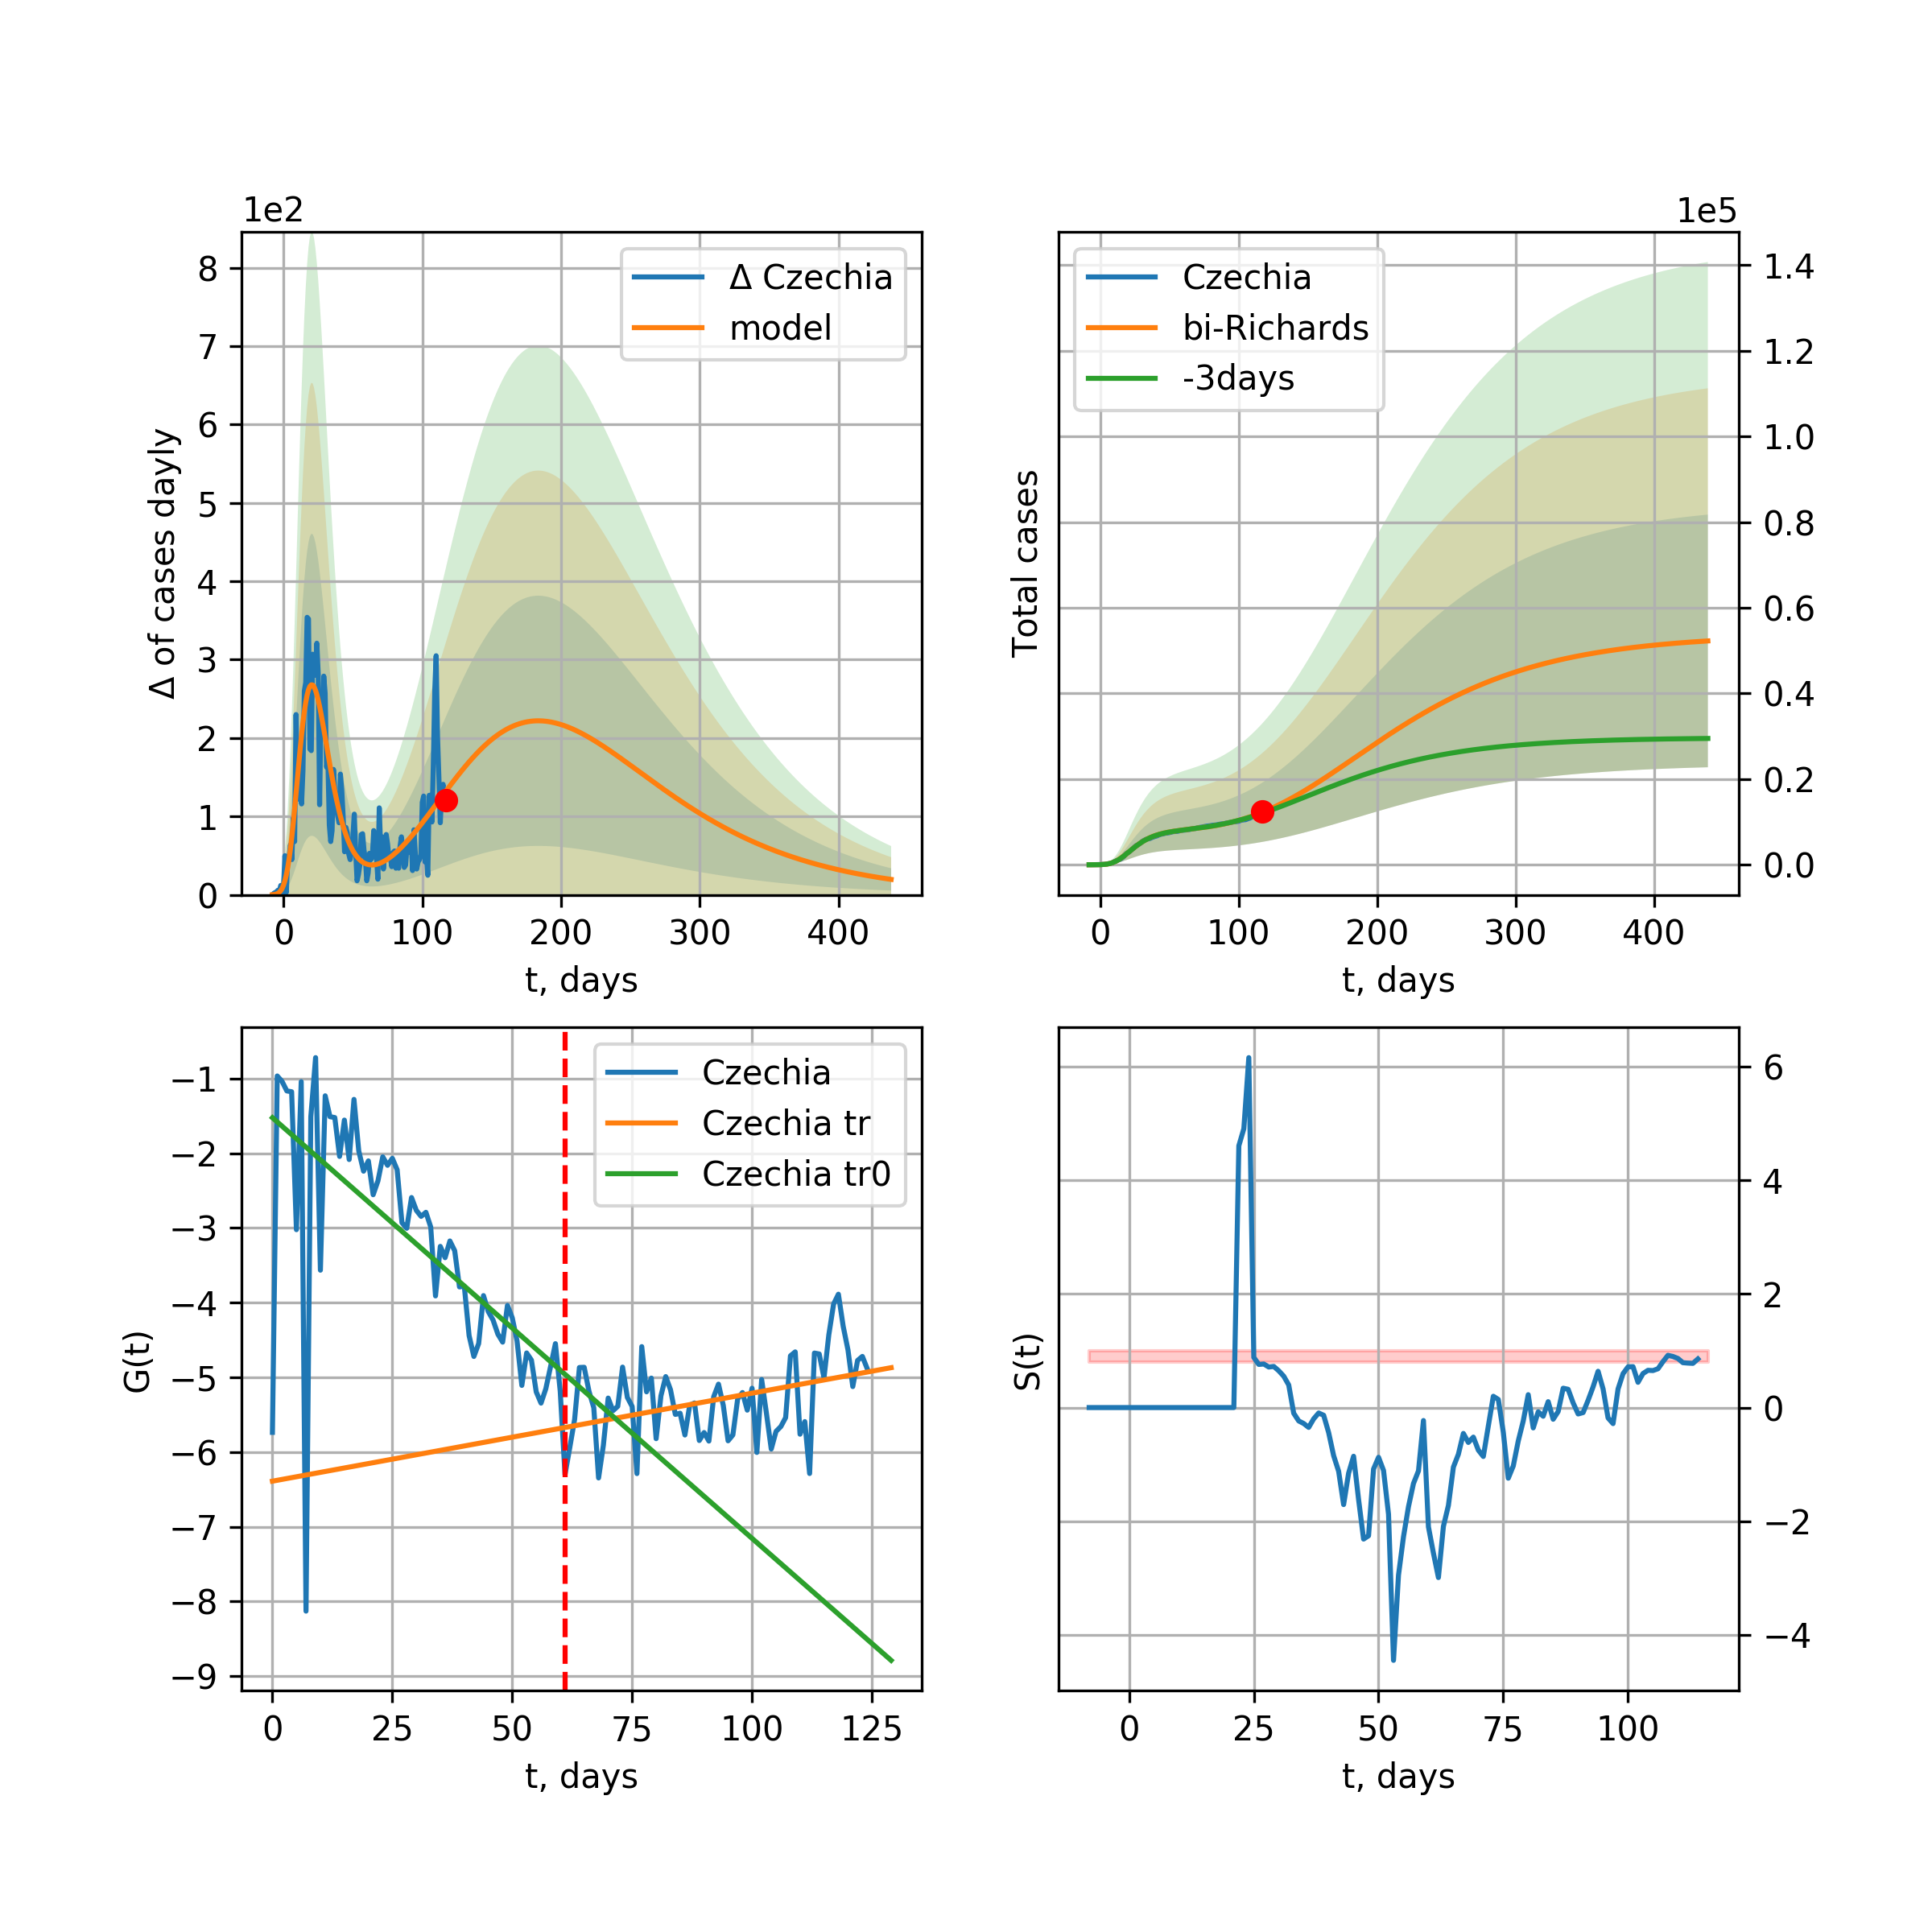 1e2
8
7
6
5
4
3
2
1
0
Δ of cases dayly
Δ Czechia
model
0 100 200 300 400
t, days
1e5
Czechia
bi-Richards
-3days
1.4
1.2
1.0
0.8
0.6
0.4
0.2
0.0
Total cases
0 100 200 300 400
t, days
−1
−2
−3
−4
−5
−6
−7
−8
−9
G(t)
Czechia
Czechia tr
Czechia tr0
0 25 50 75 100 125
t, days
6
4
2
0
−2
−4
S(t)
0 25 50 75 100
t, days